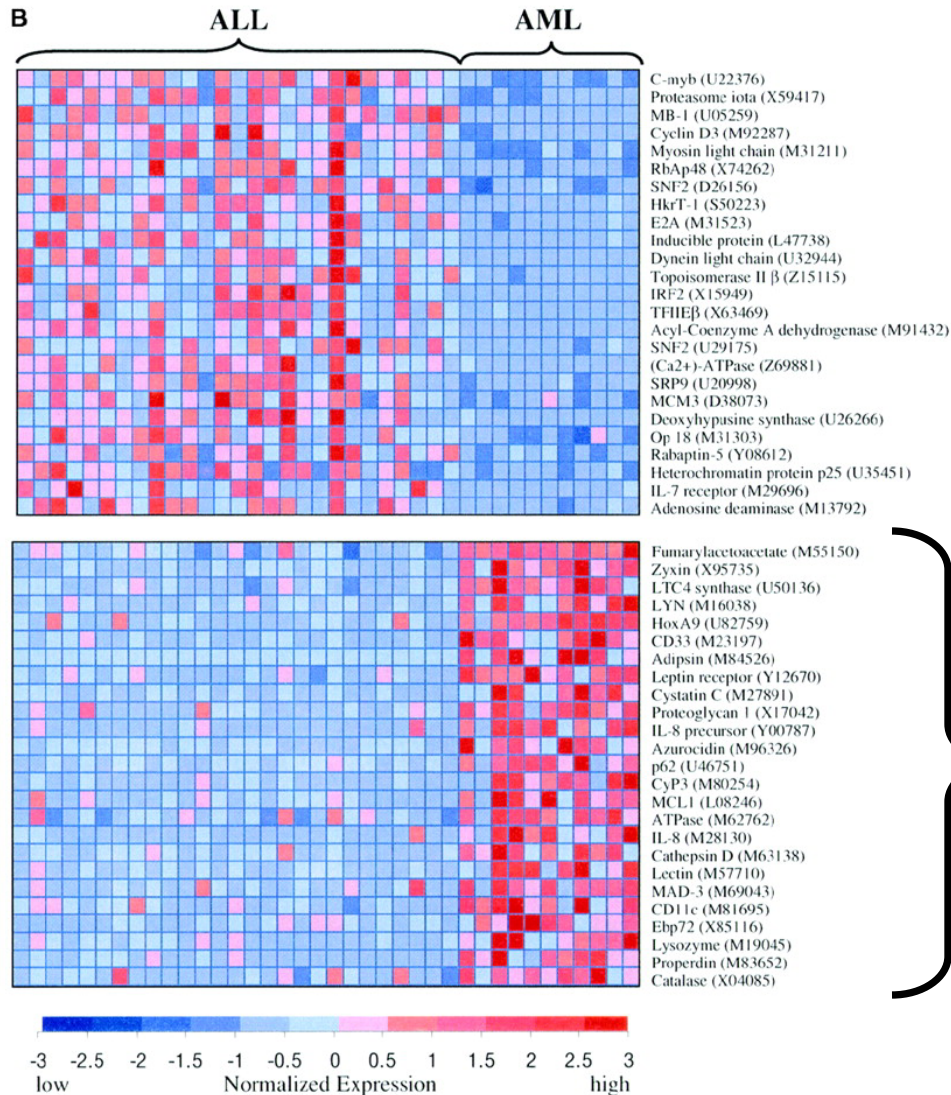 B
ALL AML
C-myb (U22376)
Proteasome iota (X59417)
MB-1 (U05259)
Cyclin D3 (M92287)
Myosin light chain (M31211)
RbAp48 (X74262)
SNF2 (D26156)
HkrT-1 (S50223)
E2A (M31523)
Inducible protein (L47738)
Dynein light chain (U32944)
Topoisomerase II β (Z15115)
IRF2 (X15949)
TFIIEβ (X63469)
Acyl-Coenzyme A dehydrogenase (M91432)
SNF2 (U29175)
(Ca2+)-ATPase (Z69881)
SRP9 (U20998)
MCM3 (D38073)
Deoxyhypusine synthase (U26266)
Op 18 (M31303)
Rabaptin-5 (Y08612)
Heterochromatin protein p25 (U35451)
IL-7 receptor (M29696)
Adenosine deaminase (M13792)
Fumarylacetoacetate (M55150)
Zyxin (X95735)
LTC4 synthase (U50136)
LYN (M16038)
HoxA9 (U82759)
CD33 (M23197)
Adipsin (M84526)
Leptin receptor (Y12670)
Cystatin C (M27891)
Proteoglycan 1 (X17042)
IL-8 precursor (Y00787)
Azurocidin (M96326)
p62 (U46751)
CyP3 (M80254)
MCL1 (L08246)
ATPase (M62762)
IL-8 (M28130)
Cathepsin D (M63138)
Lectin (M57710)
MAD-3 (M69043)
CD11c (M81695)
Ebp72 (X85116)
Lysozyme (M19045)
Properdin (M83652)
Catalase (X04085)
-3 -2.5 -2 -1.5 -1 -0.5 0 0.5 1 1.5 2 2.5 3
low Normalized Expression high